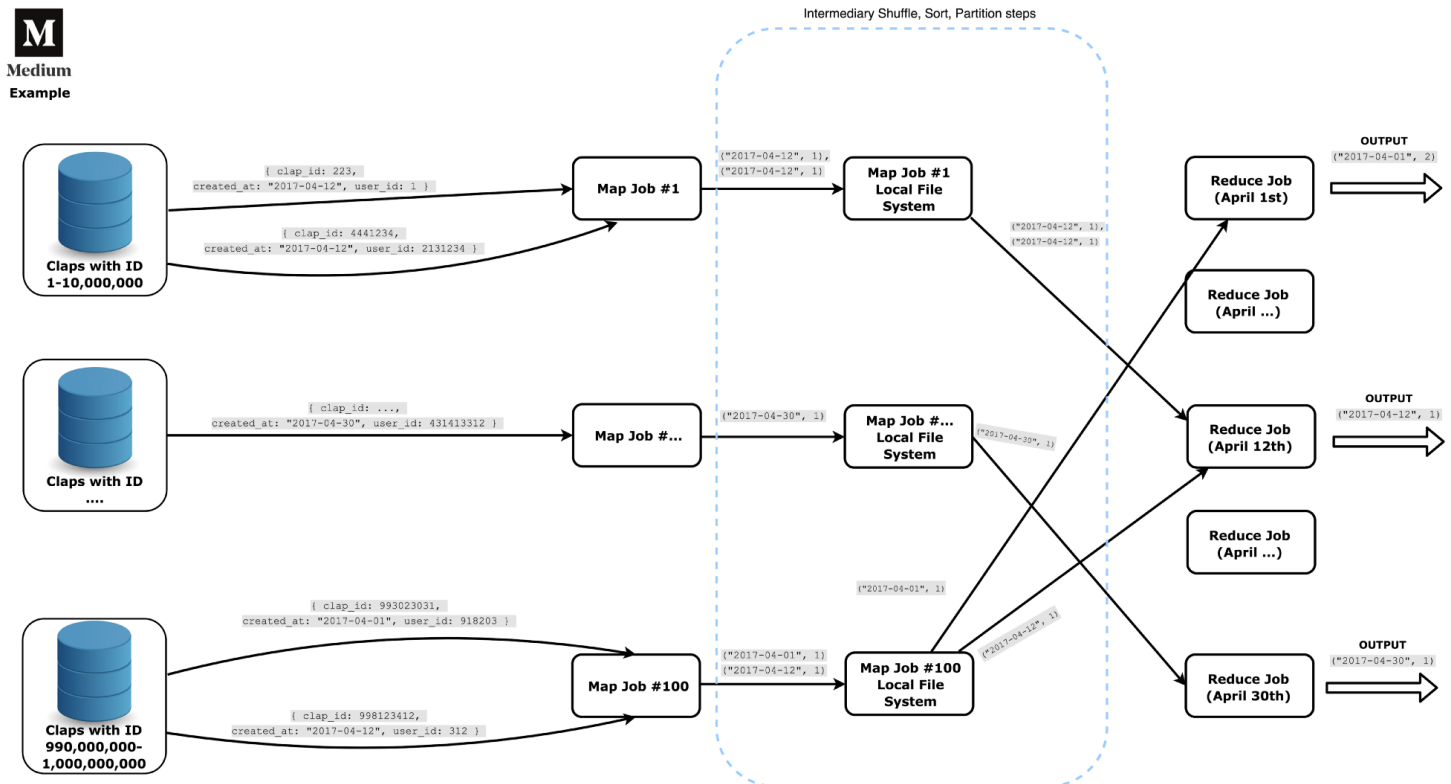 Intermediary Shuffle, Sort, Partition steps
M
Medium
Example
{ clap_id: 223,
created_at: "2017-04-12", user_id: 1 }
{ clap_id: 4441234,
created_at: "2017-04-12", user_id: 2131234 }
Claps with ID
1-10,000,000
Map Job #1
("2017-04-12", 1),
("2017-04-12", 1)
Map Job #1
Local File
System
("2017-04-12", 1),
("2017-04-12", 1)
Reduce Job
(April 1st)
OUTPUT
("2017-04-01", 2)
Reduce Job
(April ...)
{ clap_id: ...,
created_at: "2017-04-30", user_id: 431413312 }
Claps with ID
....
Map Job #...
("2017-04-30", 1)
Map Job #...
Local File
System
("2017-04-30", 1)
Reduce Job
(April 12th)
OUTPUT
("2017-04-12", 1)
Reduce Job
(April ...)
{ clap_id: 993023031,
created_at: "2017-04-01", user_id: 918203 }
{ clap_id: 998123412,
created_at: "2017-04-12", user_id: 312 }
Claps with ID
990,000,000-
1,000,000,000
Map Job #100
("2017-04-01", 1)
("2017-04-12", 1)
Map Job #100
Local File
System
("2017-04-01", 1)
("2017-04-12", 1)
Reduce Job
(April 30th)
OUTPUT
("2017-04-30", 1)